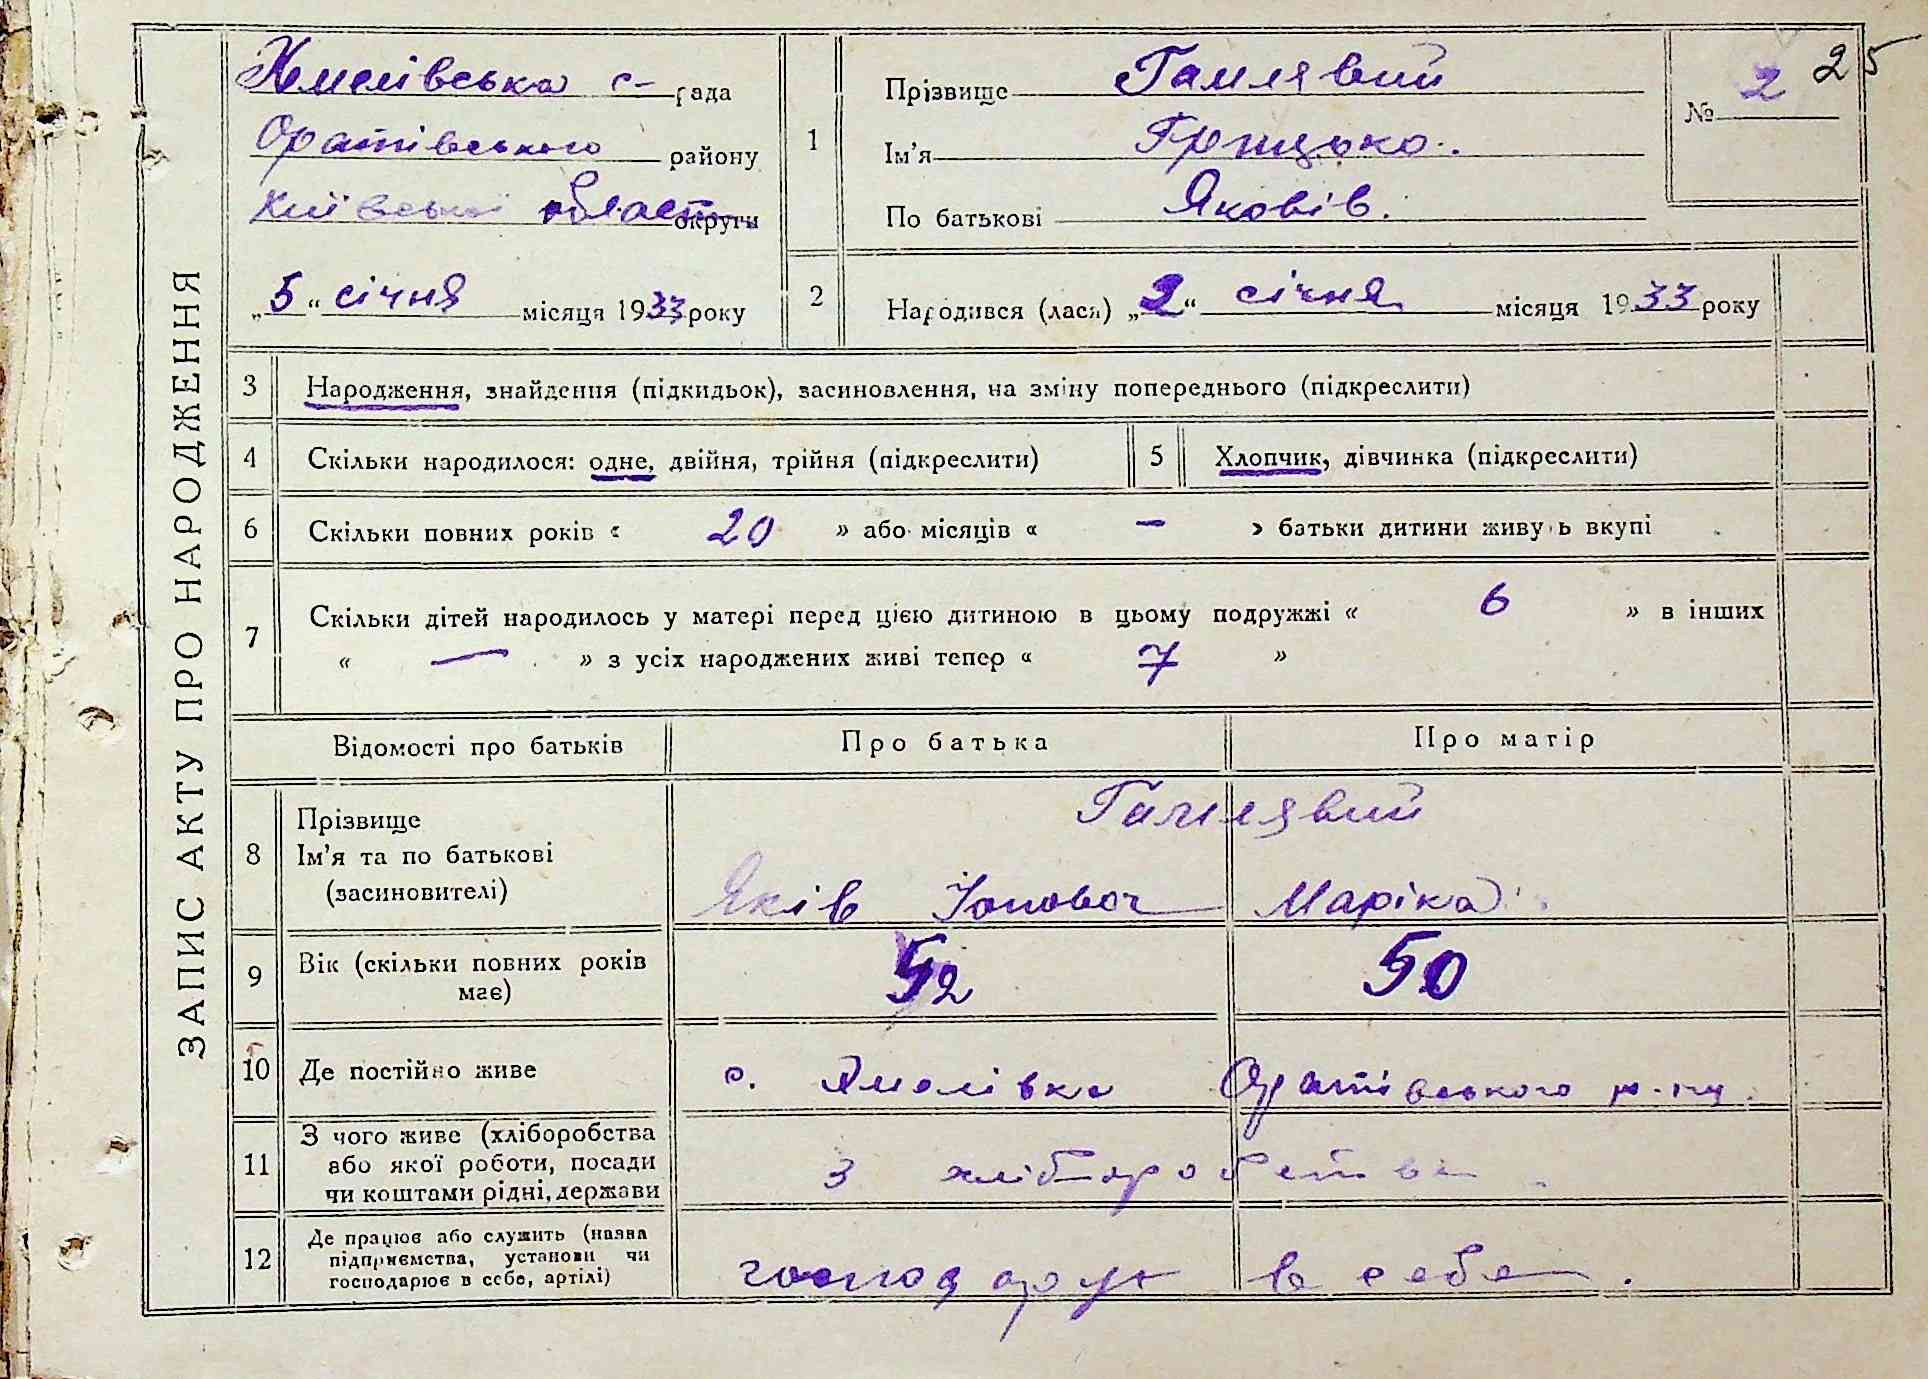 ЗАПИС АКТУ ПРО НАРОДЖЕННЯ
Хмелівська с- рада
Оратівського району
Київської області округи
„5“ січня місяця 1933 року
1
Прізвище Гамлявий
Ім'я Грицько.
По батькові Яковів.
№ 2
25
2 Народився (лася) „2“ січня місяця 1933 року
3 Народження, знайдення (підкидьок), засиновлення, на зміну попереднього (підкреслити)
4 Скільки народилося: одне, двійня, трійня (підкреслити)
5 Хлопчик, дівчинка (підкреслити)
6 Скільки повних років « 20 » або місяців « — » батьки дитини живуть вкупі
7 Скільки дітей народилось у матері перед цією дитиною в цьому подружжі « 6 » в інших
« — » з усіх народжених живі тепер « 7 »
Відомості про батьків Про батька Про матір
8 Прізвище
Ім'я та по батькові
(засиновителі)
Гамлявий
Яків Маріка
9 Вік (скільки повних років
має)
52 50
10 Де постійно живе с. Хмелівка Оратівського р-ну.
11 З чого живе (хліборобства
або якої роботи, посади
чи коштами рідні, держави
з хліборобства
12 Де працює або служить (назва
підприємства, установи чи
господарює в себе, артілі)
господарує в себе.